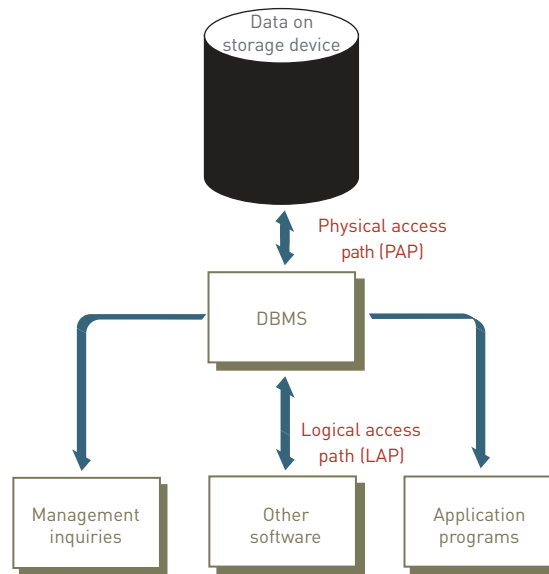 Data on
storage device
Physical access
path (PAP)
DBMS
Logical access
path (LAP)
Management
inquiries
Other
software
Application
programs